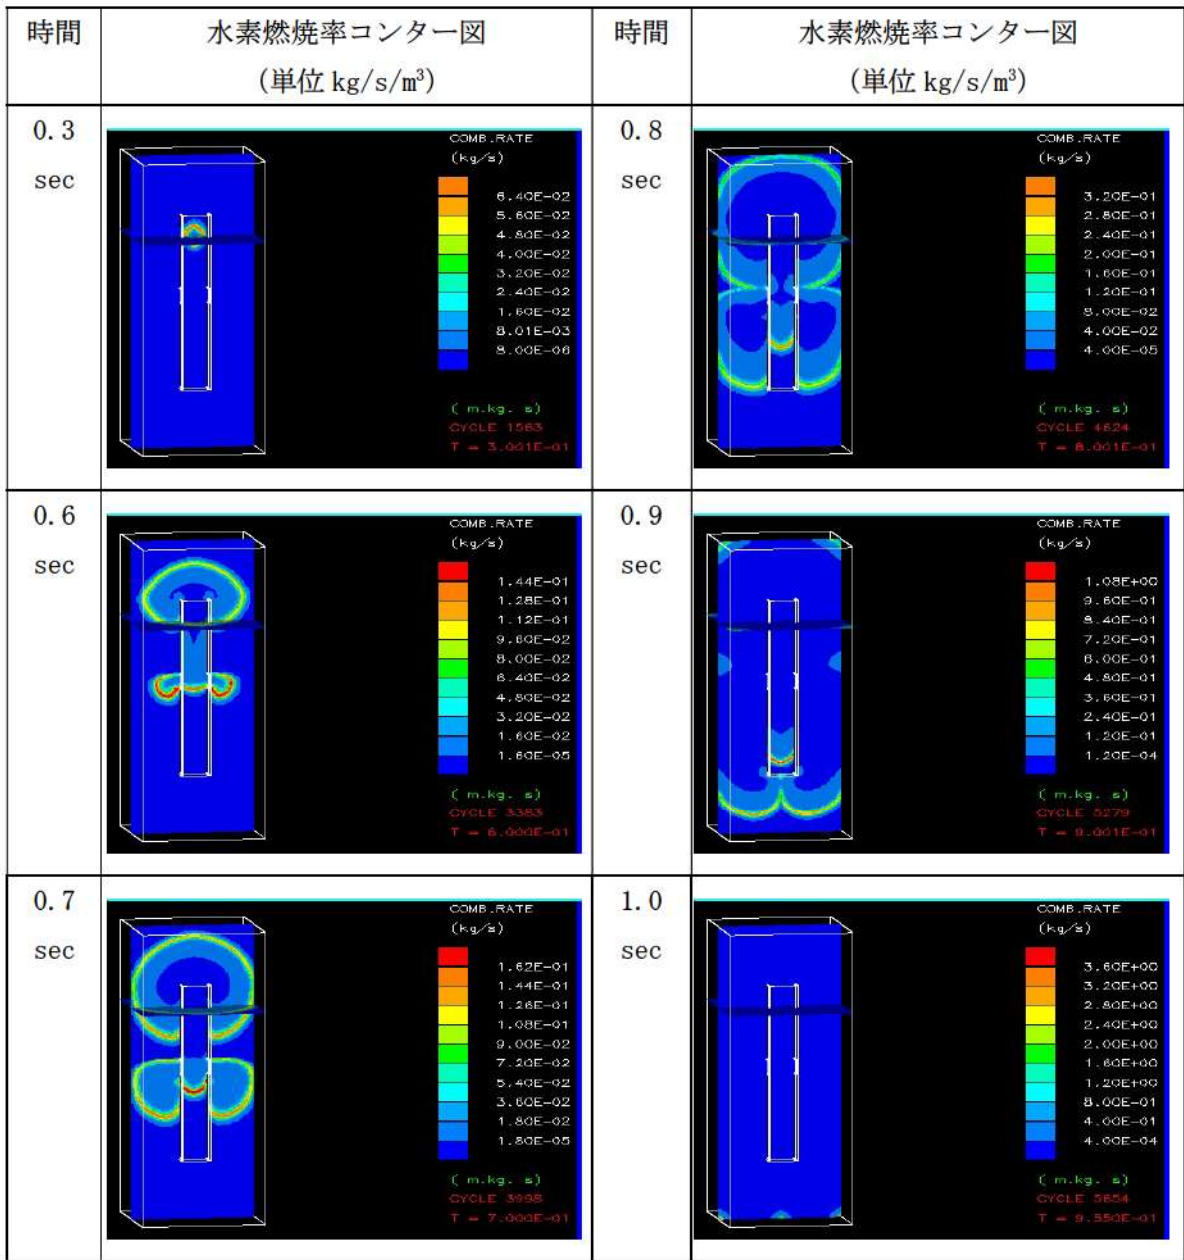 時間
水素燃焼率コンター図
(単位 kg/s/m³)
時間
水素燃焼率コンター図
(単位 kg/s/m³)
0.3
sec
COMB.RATE
(kg/s)
6.40E-02
5.60E-02
4.80E-02
4.00E-02
3.20E-02
2.40E-02
1.60E-02
8.01E-03
8.00E-06
( m.kg. s)
CYCLE 1563
T = 3.001E-01
0.8
sec
COMB.RATE
(kg/s)
3.20E-01
2.80E-01
2.40E-01
2.00E-01
1.60E-01
1.20E-01
8.00E-02
4.00E-02
4.00E-05
( m.kg. s)
CYCLE 4624
T = 8.001E-01
0.6
sec
COMB.RATE
(kg/s)
1.44E-01
1.28E-01
1.12E-01
9.60E-02
8.00E-02
6.40E-02
4.80E-02
3.20E-02
1.60E-02
1.60E-05
( m.kg. s)
CYCLE 3383
T = 6.000E-01
0.9
sec
COMB.RATE
(kg/s)
1.08E+00
9.60E-01
8.40E-01
7.20E-01
6.00E-01
4.80E-01
3.60E-01
2.40E-01
1.20E-01
1.20E-04
( m.kg. s)
CYCLE 5279
T = 9.001E-01
0.7
sec
COMB.RATE
(kg/s)
1.62E-01
1.44E-01
1.26E-01
1.08E-01
9.00E-02
7.20E-02
5.40E-02
3.60E-02
1.80E-02
1.80E-05
( m.kg. s)
CYCLE 3998
T = 7.000E-01
1.0
sec
COMB.RATE
(kg/s)
3.60E+00
3.20E+00
2.80E+00
2.40E+00
2.00E+00
1.60E+00
1.20E+00
8.00E-01
4.00E-01
4.00E-04
( m.kg. s)
CYCLE 5654
T = 9.550E-01